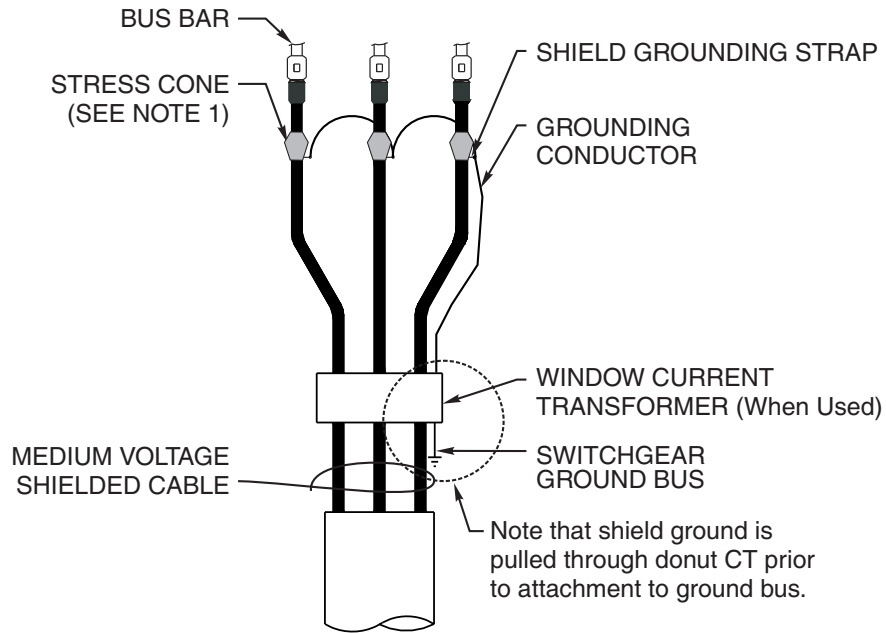 BUS BAR
STRESS CONE
(SEE NOTE 1)
SHIELD GROUNDING STRAP
GROUNDING
CONDUCTOR
WINDOW CURRENT
TRANSFORMER (When Used)
MEDIUM VOLTAGE
SHIELDED CABLE
SWITCHGEAR
GROUND BUS
Note that shield ground is
pulled through donut CT prior
to attachment to ground bus.